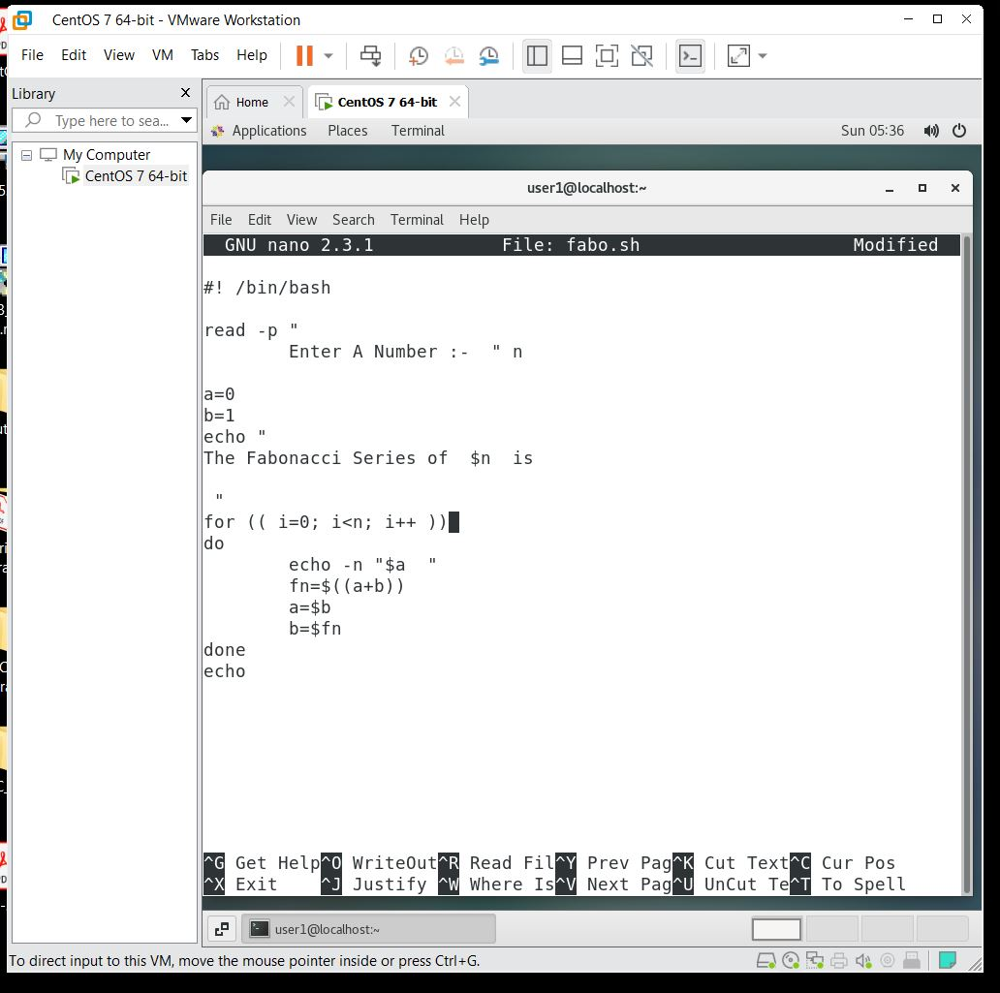 CentOS 7 64-bit - VMware Workstation
File Edit View VM Tabs Help
Library
Type here to sea...
My Computer
CentOS 7 64-bit
Home
CentOS 7 64-bit
Applications Places Terminal Sun 05:36
user1@localhost:~
File Edit View Search Terminal Help
GNU nano 2.3.1 File: fabo.sh Modified
#! /bin/bash
read -p "
Enter A Number :- " n
a=0
b=1
echo "
The Fabonacci Series of $n is
"
for (( i=0; i<n; i++ ))
do
echo -n "$a "
fn=$((a+b))
a=$b
b=$fn
done
echo
^G Get Help^O WriteOut^R Read Fil^Y Prev Pag^K Cut Text^C Cur Pos
^X Exit ^J Justify ^W Where Is^V Next Pag^U UnCut Te^T To Spell
user1@localhost:~
To direct input to this VM, move the mouse pointer inside or press Ctrl+G.